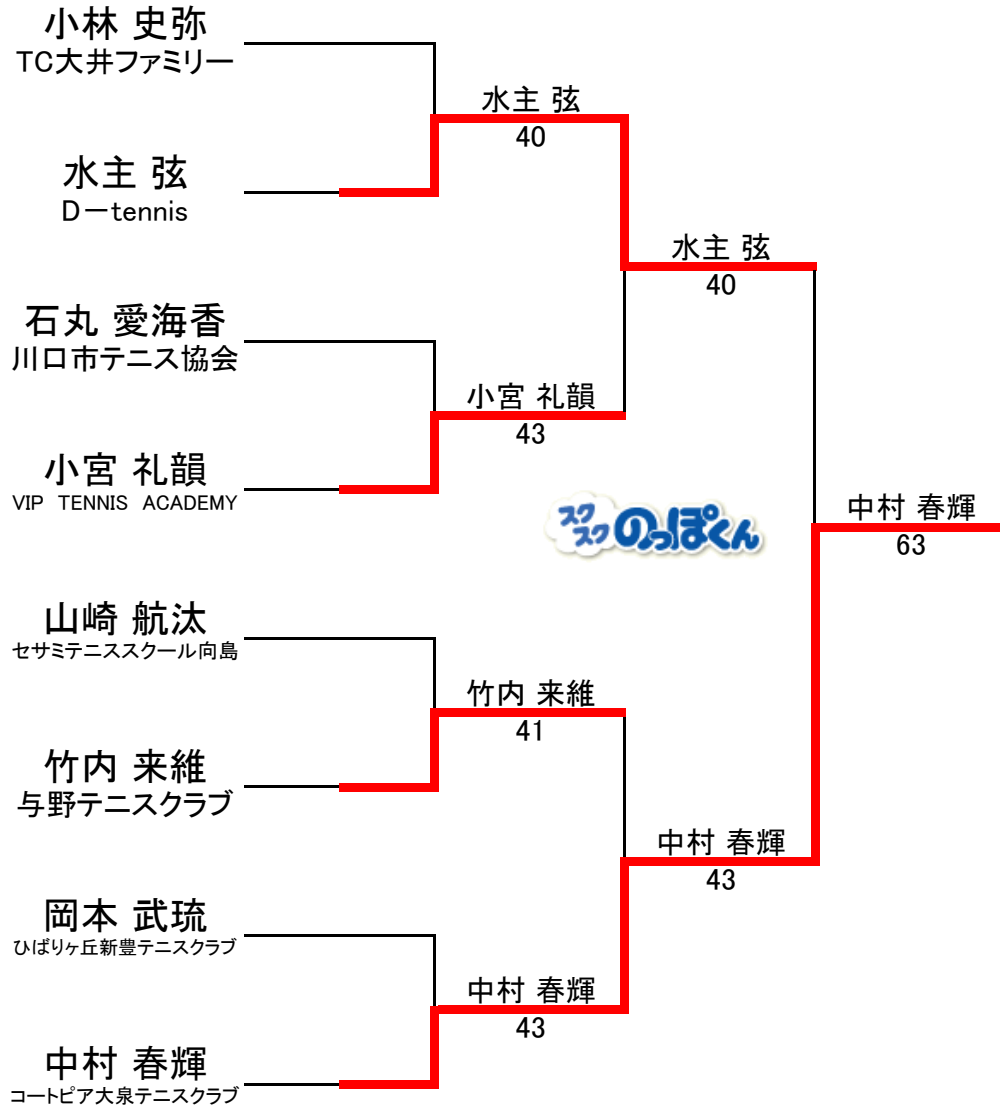 小林 史弥
TC大井ファミリー
水主 弦
40
水主 弦
D－tennis
水主 弦
40
石丸 愛海香
川口市テニス協会
小宮 礼韻
43
小宮 礼韻
VIP TENNIS ACADEMY
スクスク のっぽくん
中村 春輝
63
山崎 航汰
セサミテニススクール向島
竹内 来維
41
竹内 来維
与野テニスクラブ
中村 春輝
43
岡本 武琉
ひばりヶ丘新豊テニスクラブ
中村 春輝
43
中村 春輝
コートピア大泉テニスクラブ